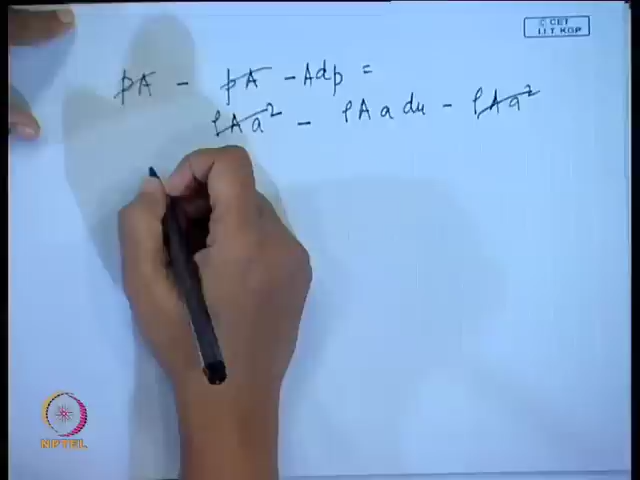 © CET
I.I.T. KGP
pA - pA - Adp =
ρAa² - ρAa du - ρAa²
NPTEL